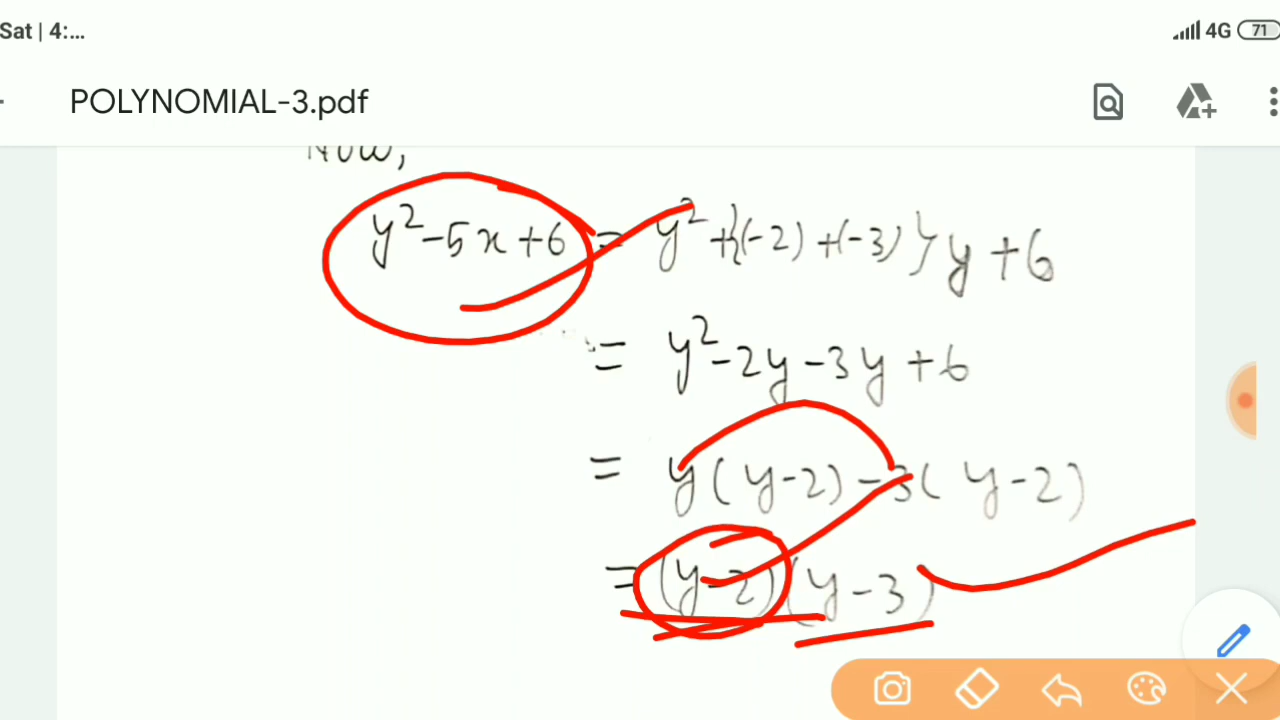 Sat | 4:...
4G 71
POLYNOMIAL-3.pdf
Now,
y²-5x+6 = y²+{(-2)+(-3)}y+6
= y²-2y-3y+6
= y(y-2)-3(y-2)
= (y-2)(y-3)